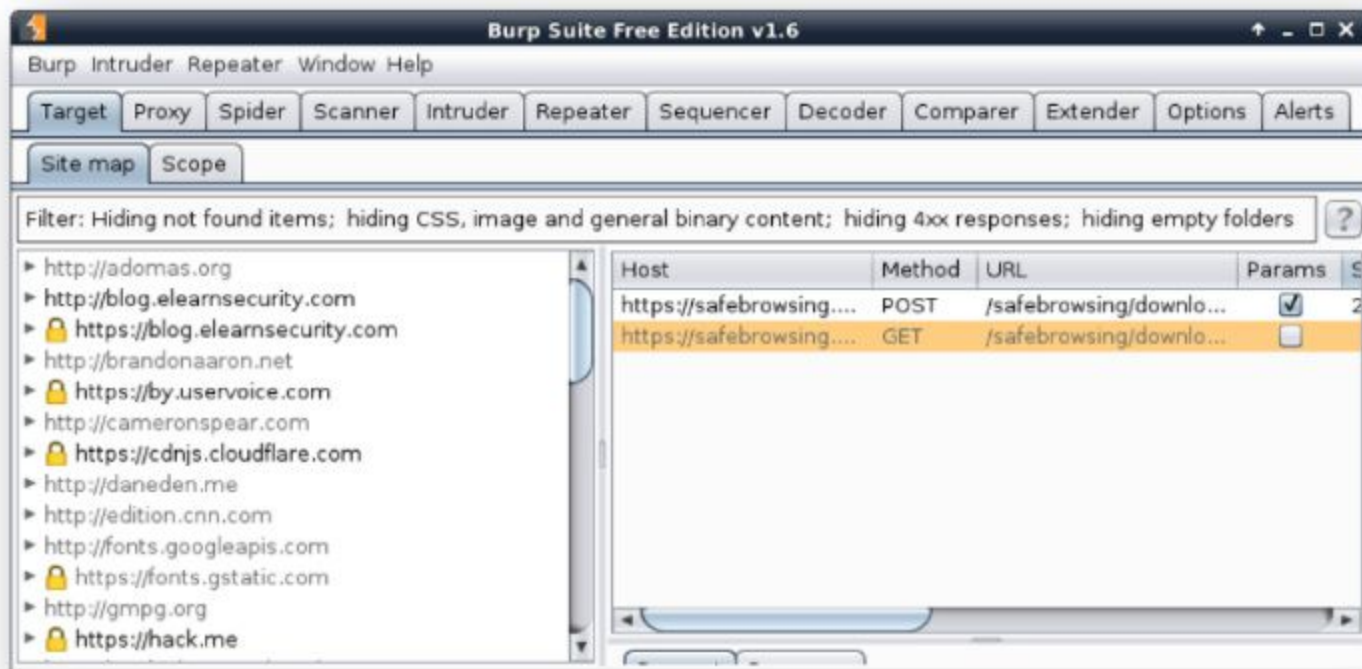 Burp Suite Free Edition v1.6
Burp Intruder Repeater Window Help
Target Proxy Spider Scanner Intruder Repeater Sequencer Decoder Comparer Extender Options Alerts
Site map Scope
Filter: Hiding not found items; hiding CSS, image and general binary content; hiding 4xx responses; hiding empty folders ?
http://adomas.org
http://blog.elearnsecurity.com
https://blog.elearnsecurity.com
http://brandonaaron.net
https://by.uservoice.com
http://cameronspear.com
https://cdnjs.cloudflare.com
http://daneden.me
http://edition.cnn.com
http://fonts.googleapis.com
https://fonts.gstatic.com
http://gmpg.org
https://hack.me
Host Method URL Params S
https://safebrowsing.... POST /safebrowsing/downlo... 2
https://safebrowsing.... GET /safebrowsing/downlo...